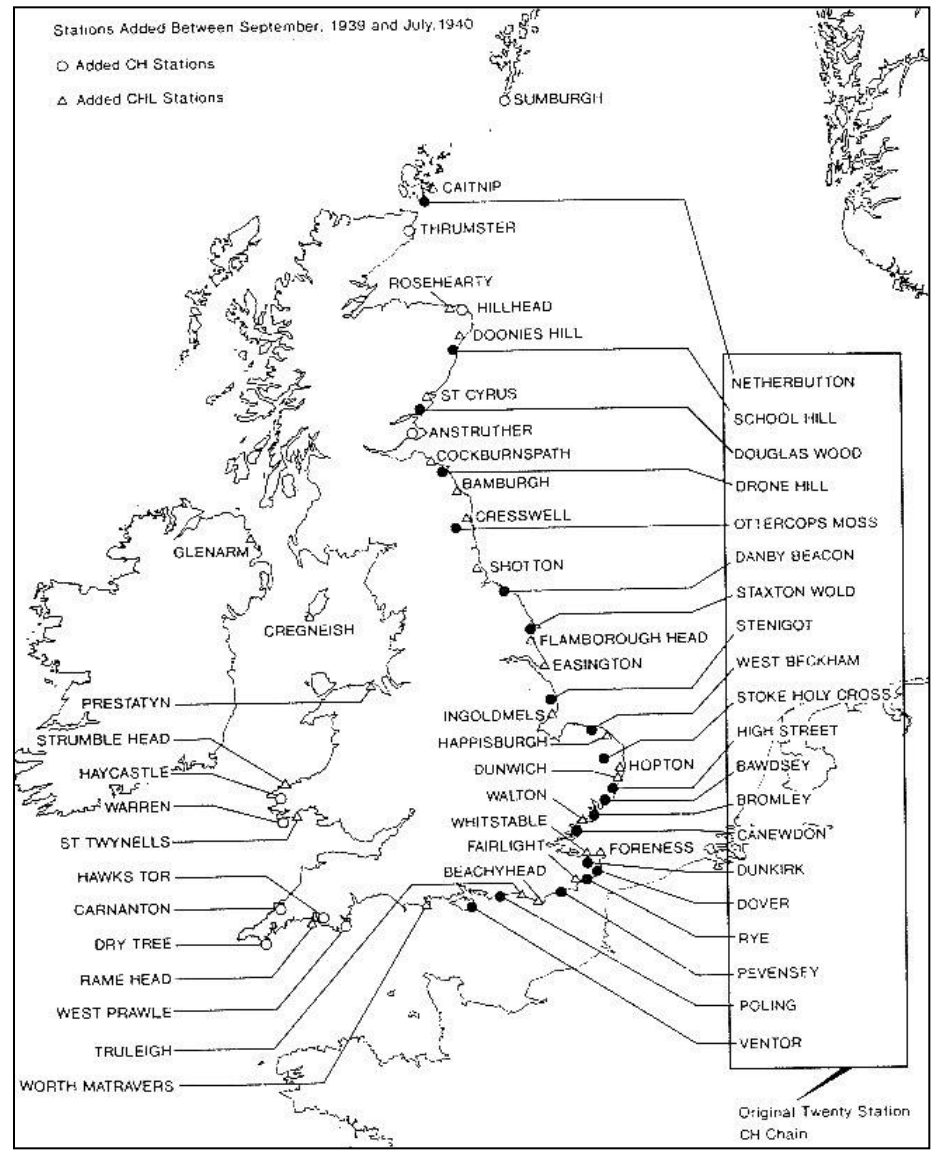 Stations Added Between September, 1939 and July, 1940
Added CH Stations
Added CHL Stations
SUMBURGH
CAITNIP
THRUMSTER
ROSEHEARTY
HILLHEAD
DOONIES HILL
ST CYRUS
ANSTRUTHER
COCKBURNSPATH
BAMBURGH
CRESSWELL
GLENARM
SHOTTON
CREGNEISH
FLAMBOROUGH HEAD
EASINGTON
PRESTATYN
INGOLDMELS
STRUMBLE HEAD
HAPPISBURGH
HAYCASTLE
DUNWICH
HOPTON
WARREN
WALTON
ST TWYNELLS
WHITSTABLE
FAIRLIGHT
FORENESS
HAWKS TOR
BEACHYHEAD
CARNANTON
DRY TREE
RAME HEAD
WEST PRAWLE
TRULEIGH
WORTH MATRAVERS
NETHERBUTTON
SCHOOL HILL
DOUGLAS WOOD
DRONE HILL
OTTERCOPS MOSS
DANBY BEACON
STAXTON WOLD
STENIGOT
WEST BECKHAM
STOKE HOLY CROSS
HIGH STREET
BAWDSEY
BROMLEY
CANEWDON
DUNKIRK
DOVER
RYE
PEVENSEY
POLING
VENTOR
Original Twenty Station
CH Chain